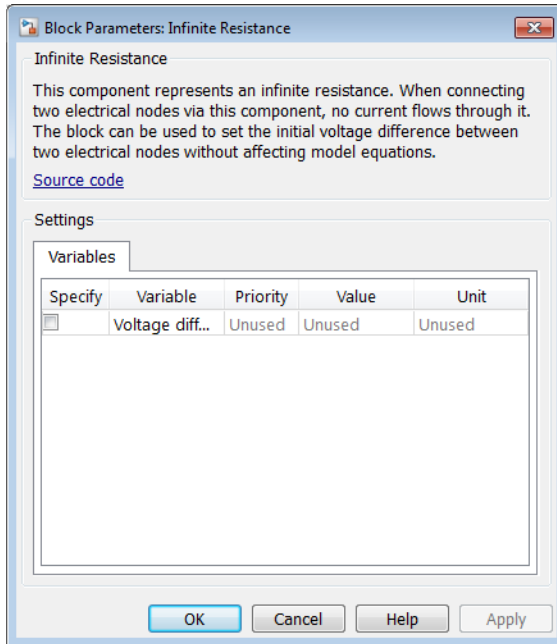 Block Parameters: Infinite Resistance
Infinite Resistance
This component represents an infinite resistance. When connecting
two electrical nodes via this component, no current flows through it.
The block can be used to set the initial voltage difference between
two electrical nodes without affecting model equations.
Source code
Settings
Variables
Specify Variable Priority Value Unit
Voltage diff... Unused Unused Unused
OK Cancel Help Apply